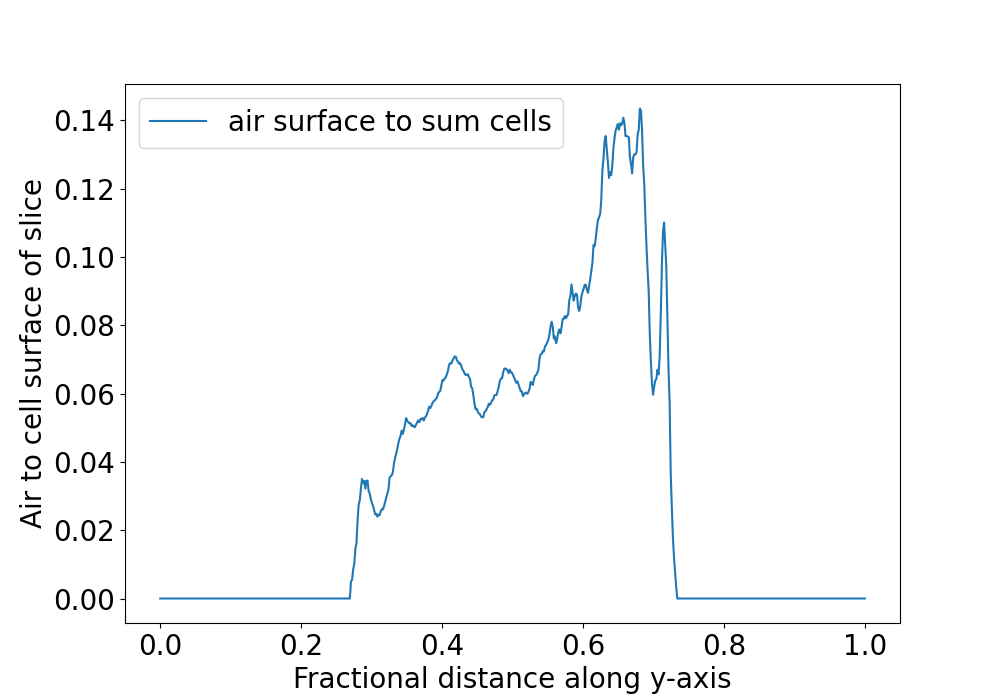 air surface to sum cells
Air to cell surface of slice
0.14
0.12
0.10
0.08
0.06
0.04
0.02
0.00
0.0 0.2 0.4 0.6 0.8 1.0
Fractional distance along y-axis